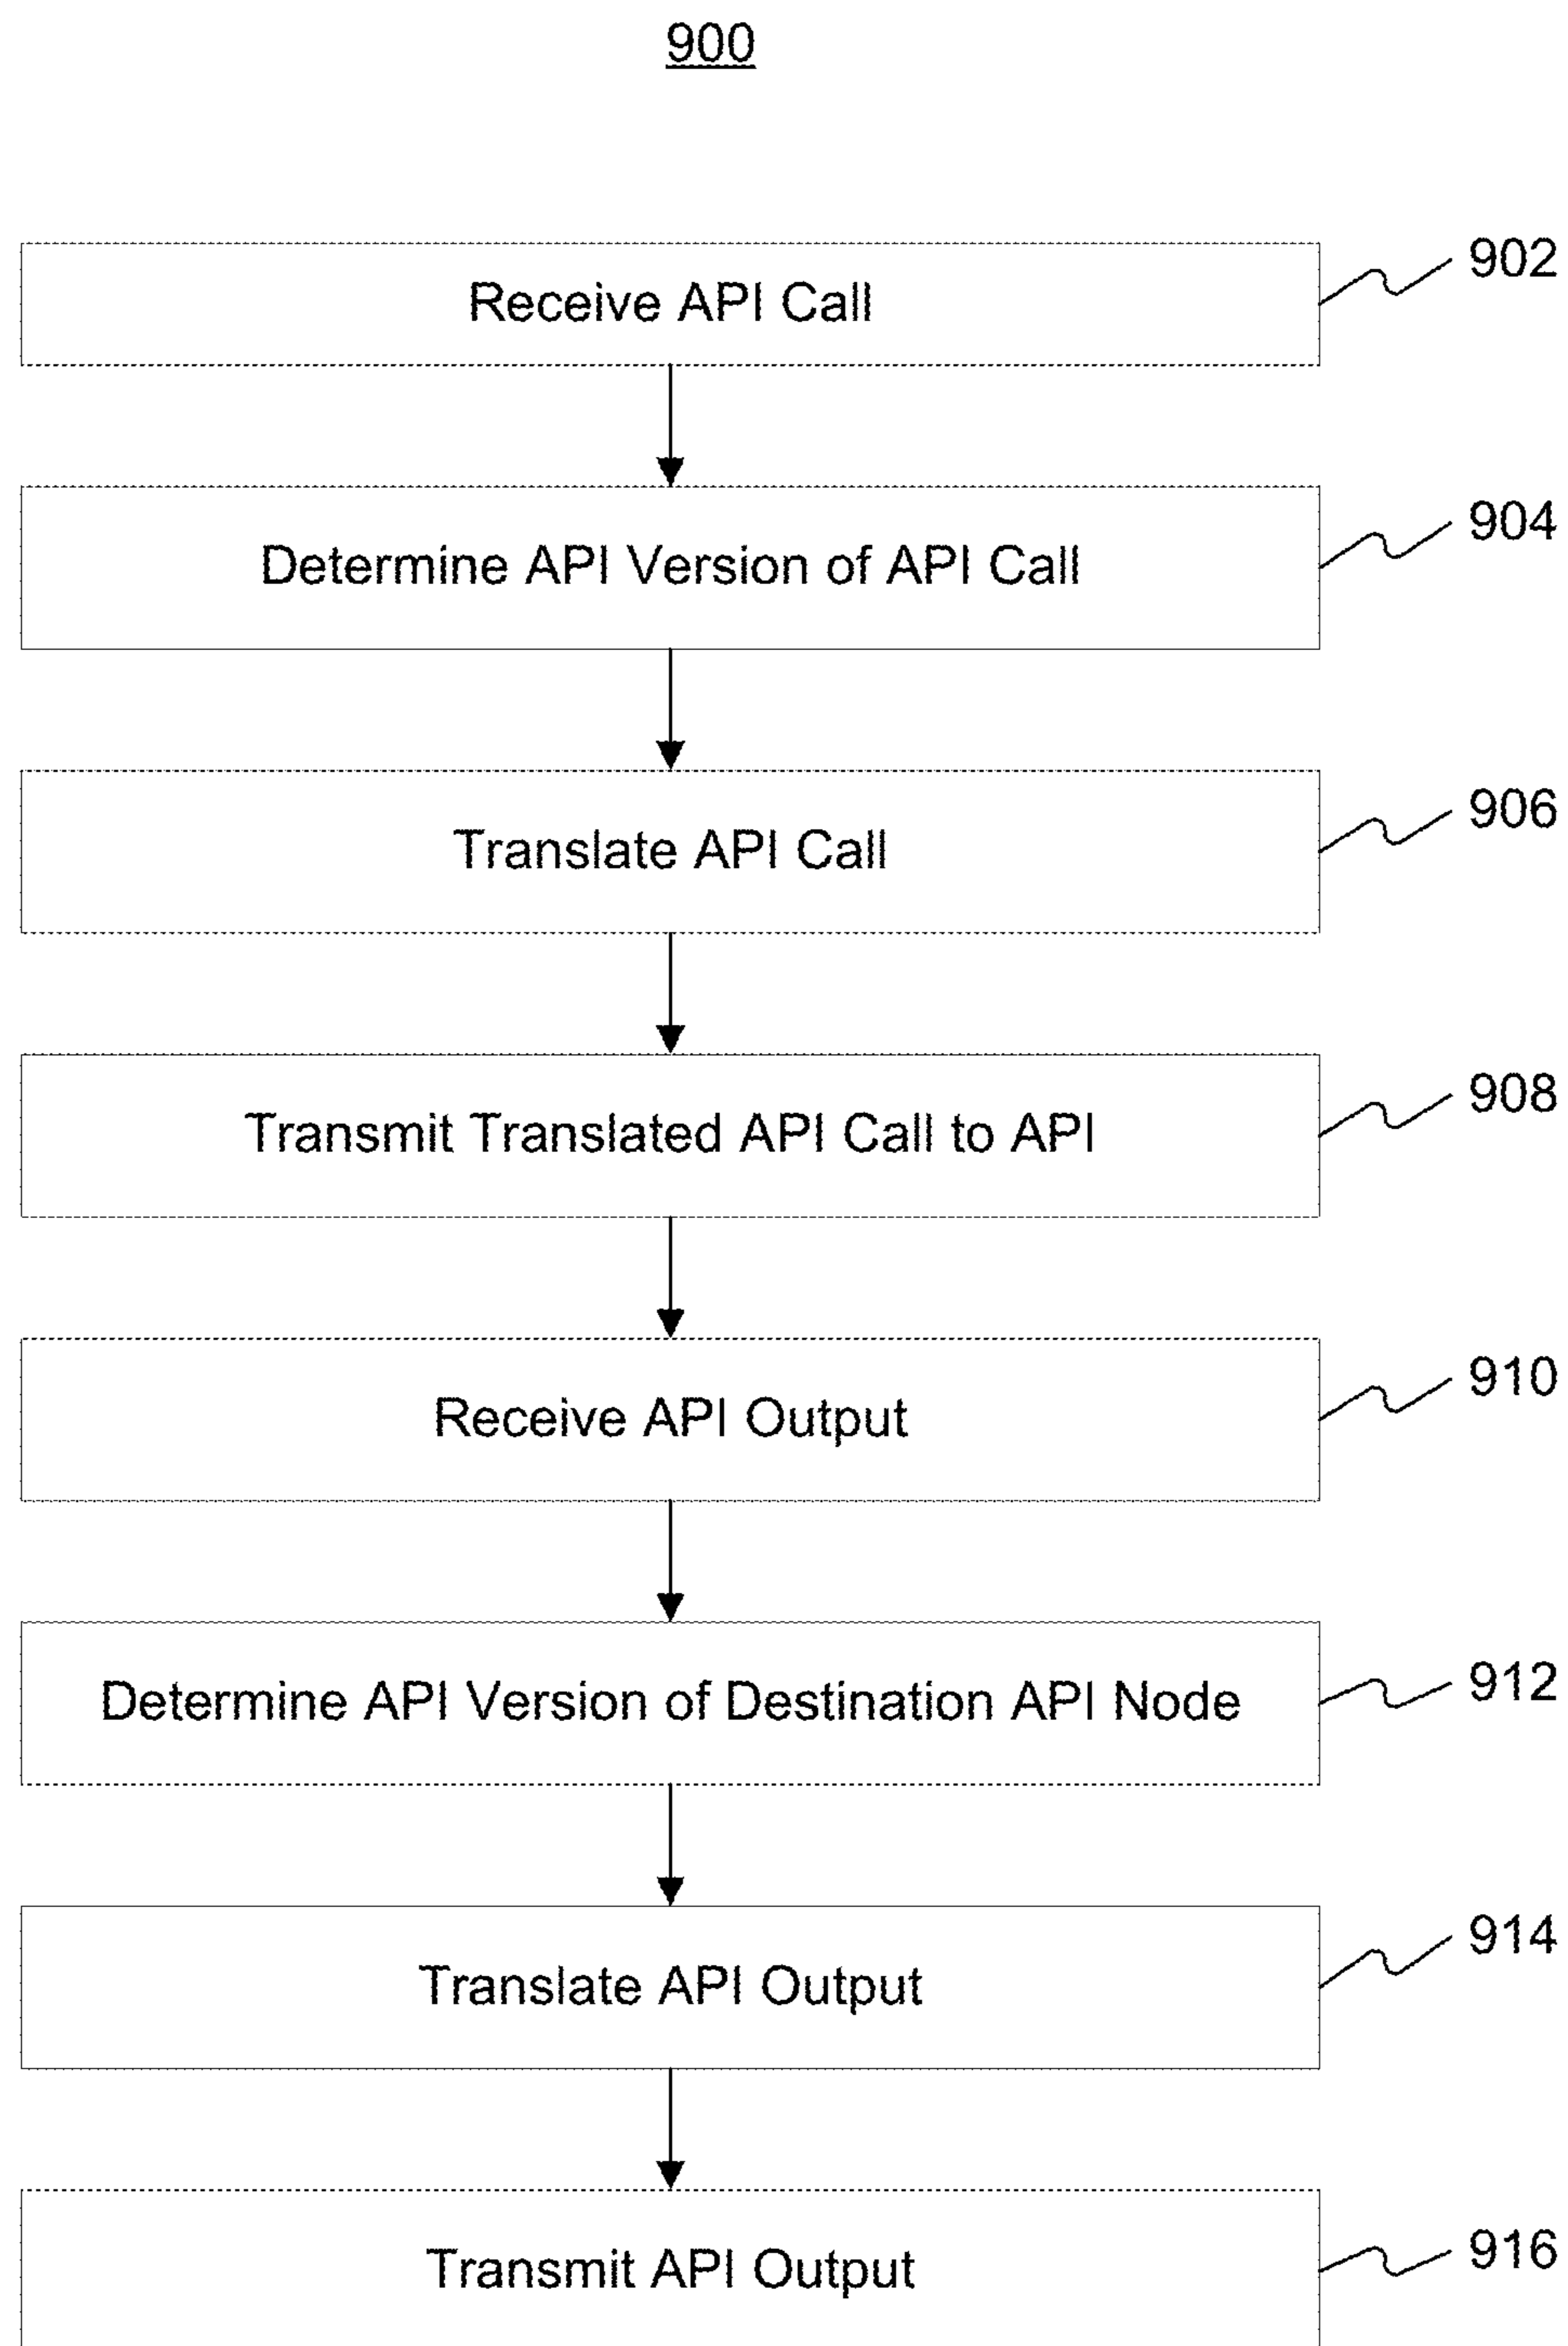 900
Receive API Call
902
Determine API Version of API Call
904
Translate API Call
906
Transmit Translated API Call to API
908
Receive API Output
910
Determine API Version of Destination API Node
912
Translate API Output
914
Transmit API Output
916